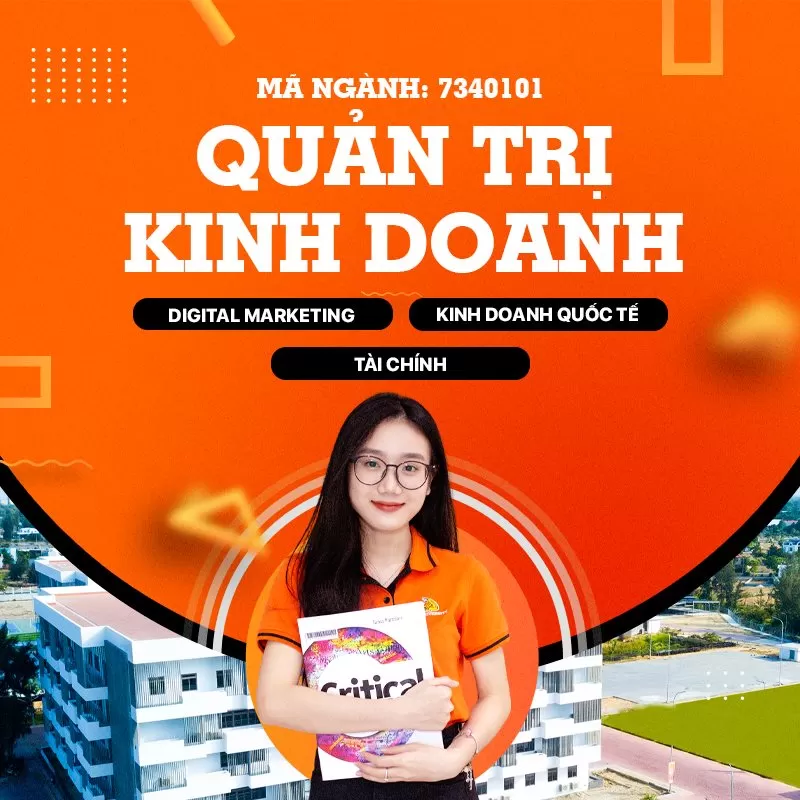 MÃ NGÀNH: 7340101
QUẢN TRỊ
KINH DOANH
DIGITAL MARKETING
KINH DOANH QUỐC TẾ
TÀI CHÍNH
Critical